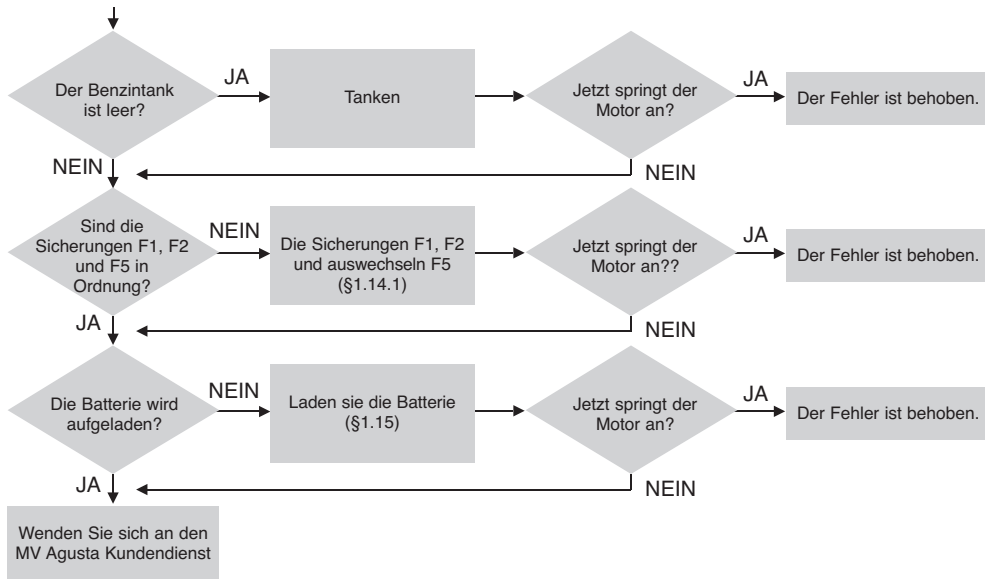 Der Benzintank
ist leer?
JA
Tanken
Jetzt springt der
Motor an?
JA
Der Fehler ist behoben.
NEIN
NEIN
Sind die
Sicherungen F1, F2
und F5 in
Ordnung?
NEIN
Die Sicherungen F1, F2
und auswechseln F5
(§1.14.1)
Jetzt springt der
Motor an??
JA
Der Fehler ist behoben.
JA
NEIN
Die Batterie wird
aufgeladen?
NEIN
Laden sie die Batterie
(§1.15)
Jetzt springt der
Motor an?
JA
Der Fehler ist behoben.
JA
NEIN
Wenden Sie sich an den
MV Agusta Kundendienst